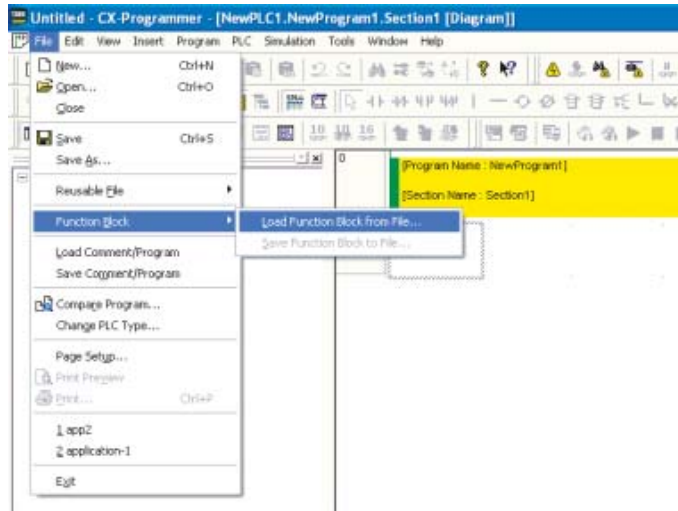 Untitled - CX-Programmer - [NewPLC1.NewProgram1.Section1 [Diagram]]
File Edit View Insert Program PLC Simulation Tools Window Help
New... Ctrl+N
Open... Ctrl+O
Close
Save Ctrl+S
Save As...
Reusable File
Function Block
Load Function Block from File...
Save Function Block to File...
Load Comment/Program
Save Comment/Program
Compare Program...
Change PLC Type...
Page Setup...
Print Preview
Print... Ctrl+P
1 app2
2 application-1
Exit
10 10 16
0
[Program Name : NewProgram1]
[Section Name : Section1]